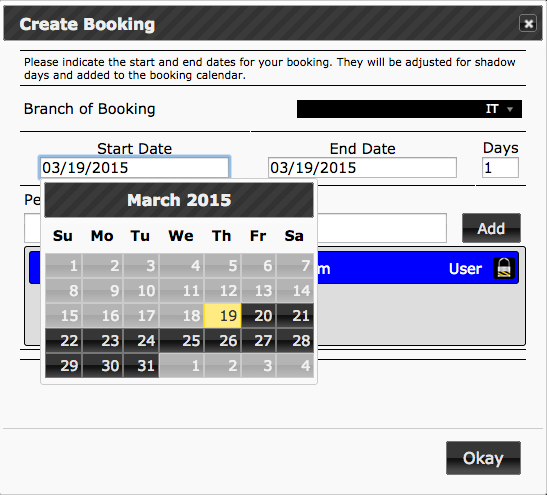 Create Booking
Please indicate the start and end dates for your booking. They will be adjusted for shadow
days and added to the booking calendar.
Branch of Booking IT
Start Date End Date Days
03/19/2015 03/19/2015 1
March 2015
Su Mo Tu We Th Fr Sa
1 2 3 4 5 6 7
8 9 10 11 12 13 14
15 16 17 18 19 20 21
22 23 24 25 26 27 28
29 30 31 1 2 3 4
Add
User
Okay